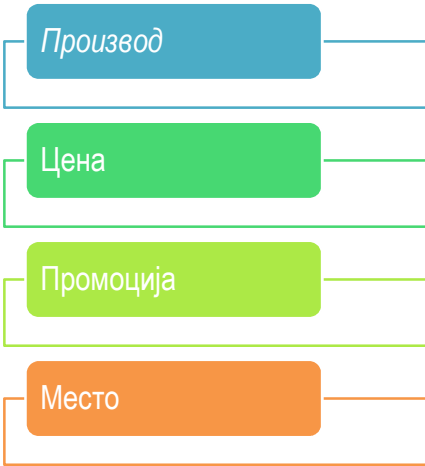 Производ
Цена
Промоција
Место